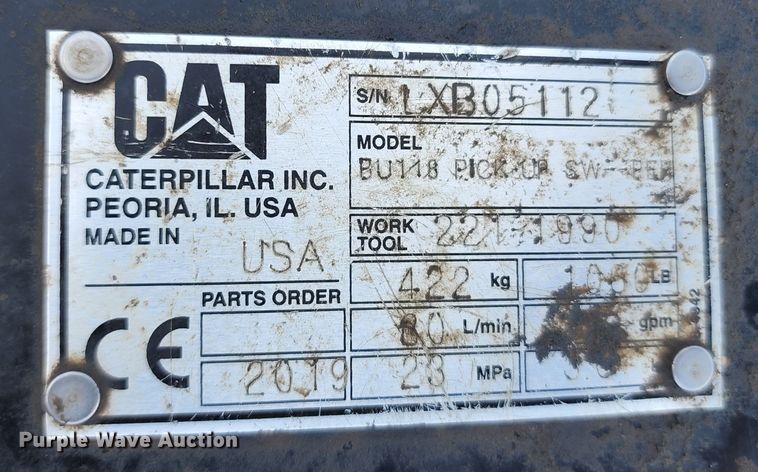 CAT
CATERPILLAR INC.
PEORIA, IL. USA
MADE IN
USA
S/N LXB05112
MODEL
BU118 PICK-UP
WORK TOOL
422 kg LB
PARTS ORDER
L/min gpm
2019 23 MPa
Purple Wave Auction